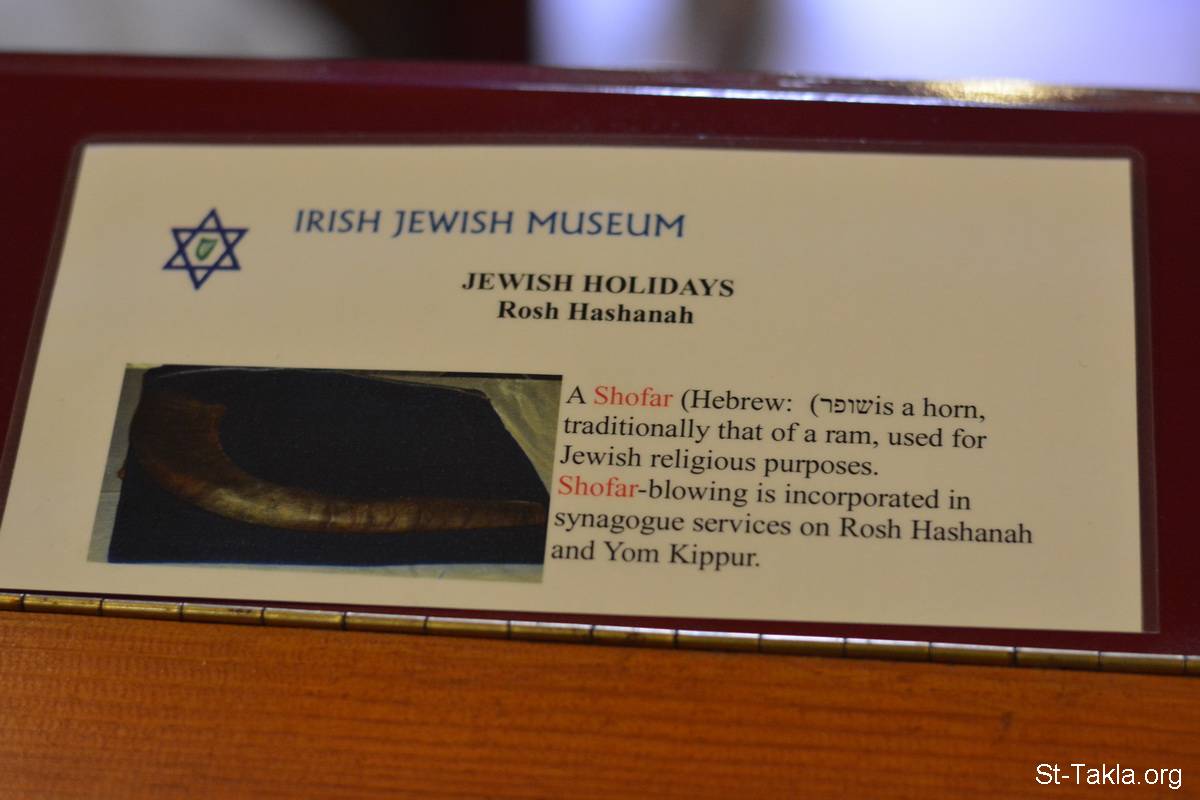 IRISH JEWISH MUSEUM
JEWISH HOLIDAYS
Rosh Hashanah
A Shofar (Hebrew: (שופרis a horn,
traditionally that of a ram, used for
Jewish religious purposes.
Shofar-blowing is incorporated in
synagogue services on Rosh Hashanah
and Yom Kippur.
St-Takla.org